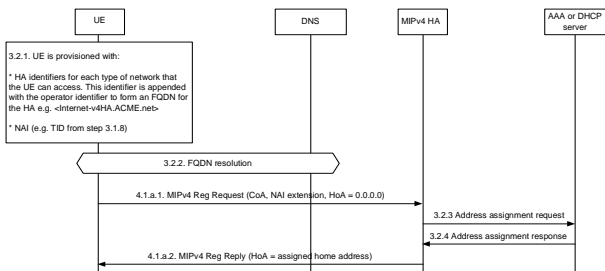 UE
DNS
MIPv4 HA
AAA or DHCP
server
3.2.1. UE is provisioned with:
* HA identifiers for each type of network that
the UE can access. This identifier is appended
with the operator identifier to form an FQDN for
the HA e.g. <Internet-v4HA.ACME.net>
* NAI (e.g. TID from step 3.1.8)
3.2.2. FQDN resolution
4.1.a.1. MIPv4 Reg Request (CoA, NAI extension, HoA = 0.0.0.0)
3.2.3 Address assignment request
3.2.4 Address assignment response
4.1.a.2. MIPv4 Reg Reply (HoA = assigned home address)